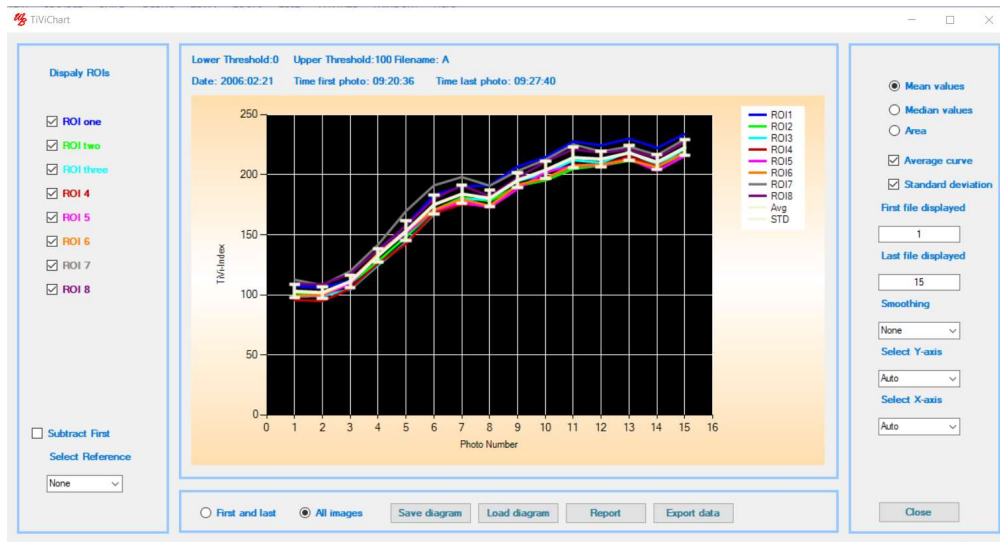 TiViChart
Dispaly ROIs
ROI one
ROI two
ROI three
ROI 4
ROI 5
ROI 6
ROI 7
ROI 8
Subtract First
Select Reference
None
Lower Threshold:0 Upper Threshold:100 Filename: A
Date: 2006:02:21 Time first photo: 09:20:36 Time last photo: 09:27:40
250
200
150
100
50
0
TiVi-Index
0 1 2 3 4 5 6 7 8 9 10 11 12 13 14 15 16
Photo Number
ROI1
ROI2
ROI3
ROI4
ROI5
ROI6
ROI7
ROI8
Avg
STD
First and last All images Save diagram Load diagram Report Export data
Mean values
Median values
Area
Average curve
Standard deviation
First file displayed
1
Last file displayed
15
Smoothing
None
Select Y-axis
Auto
Select X-axis
Auto
Close